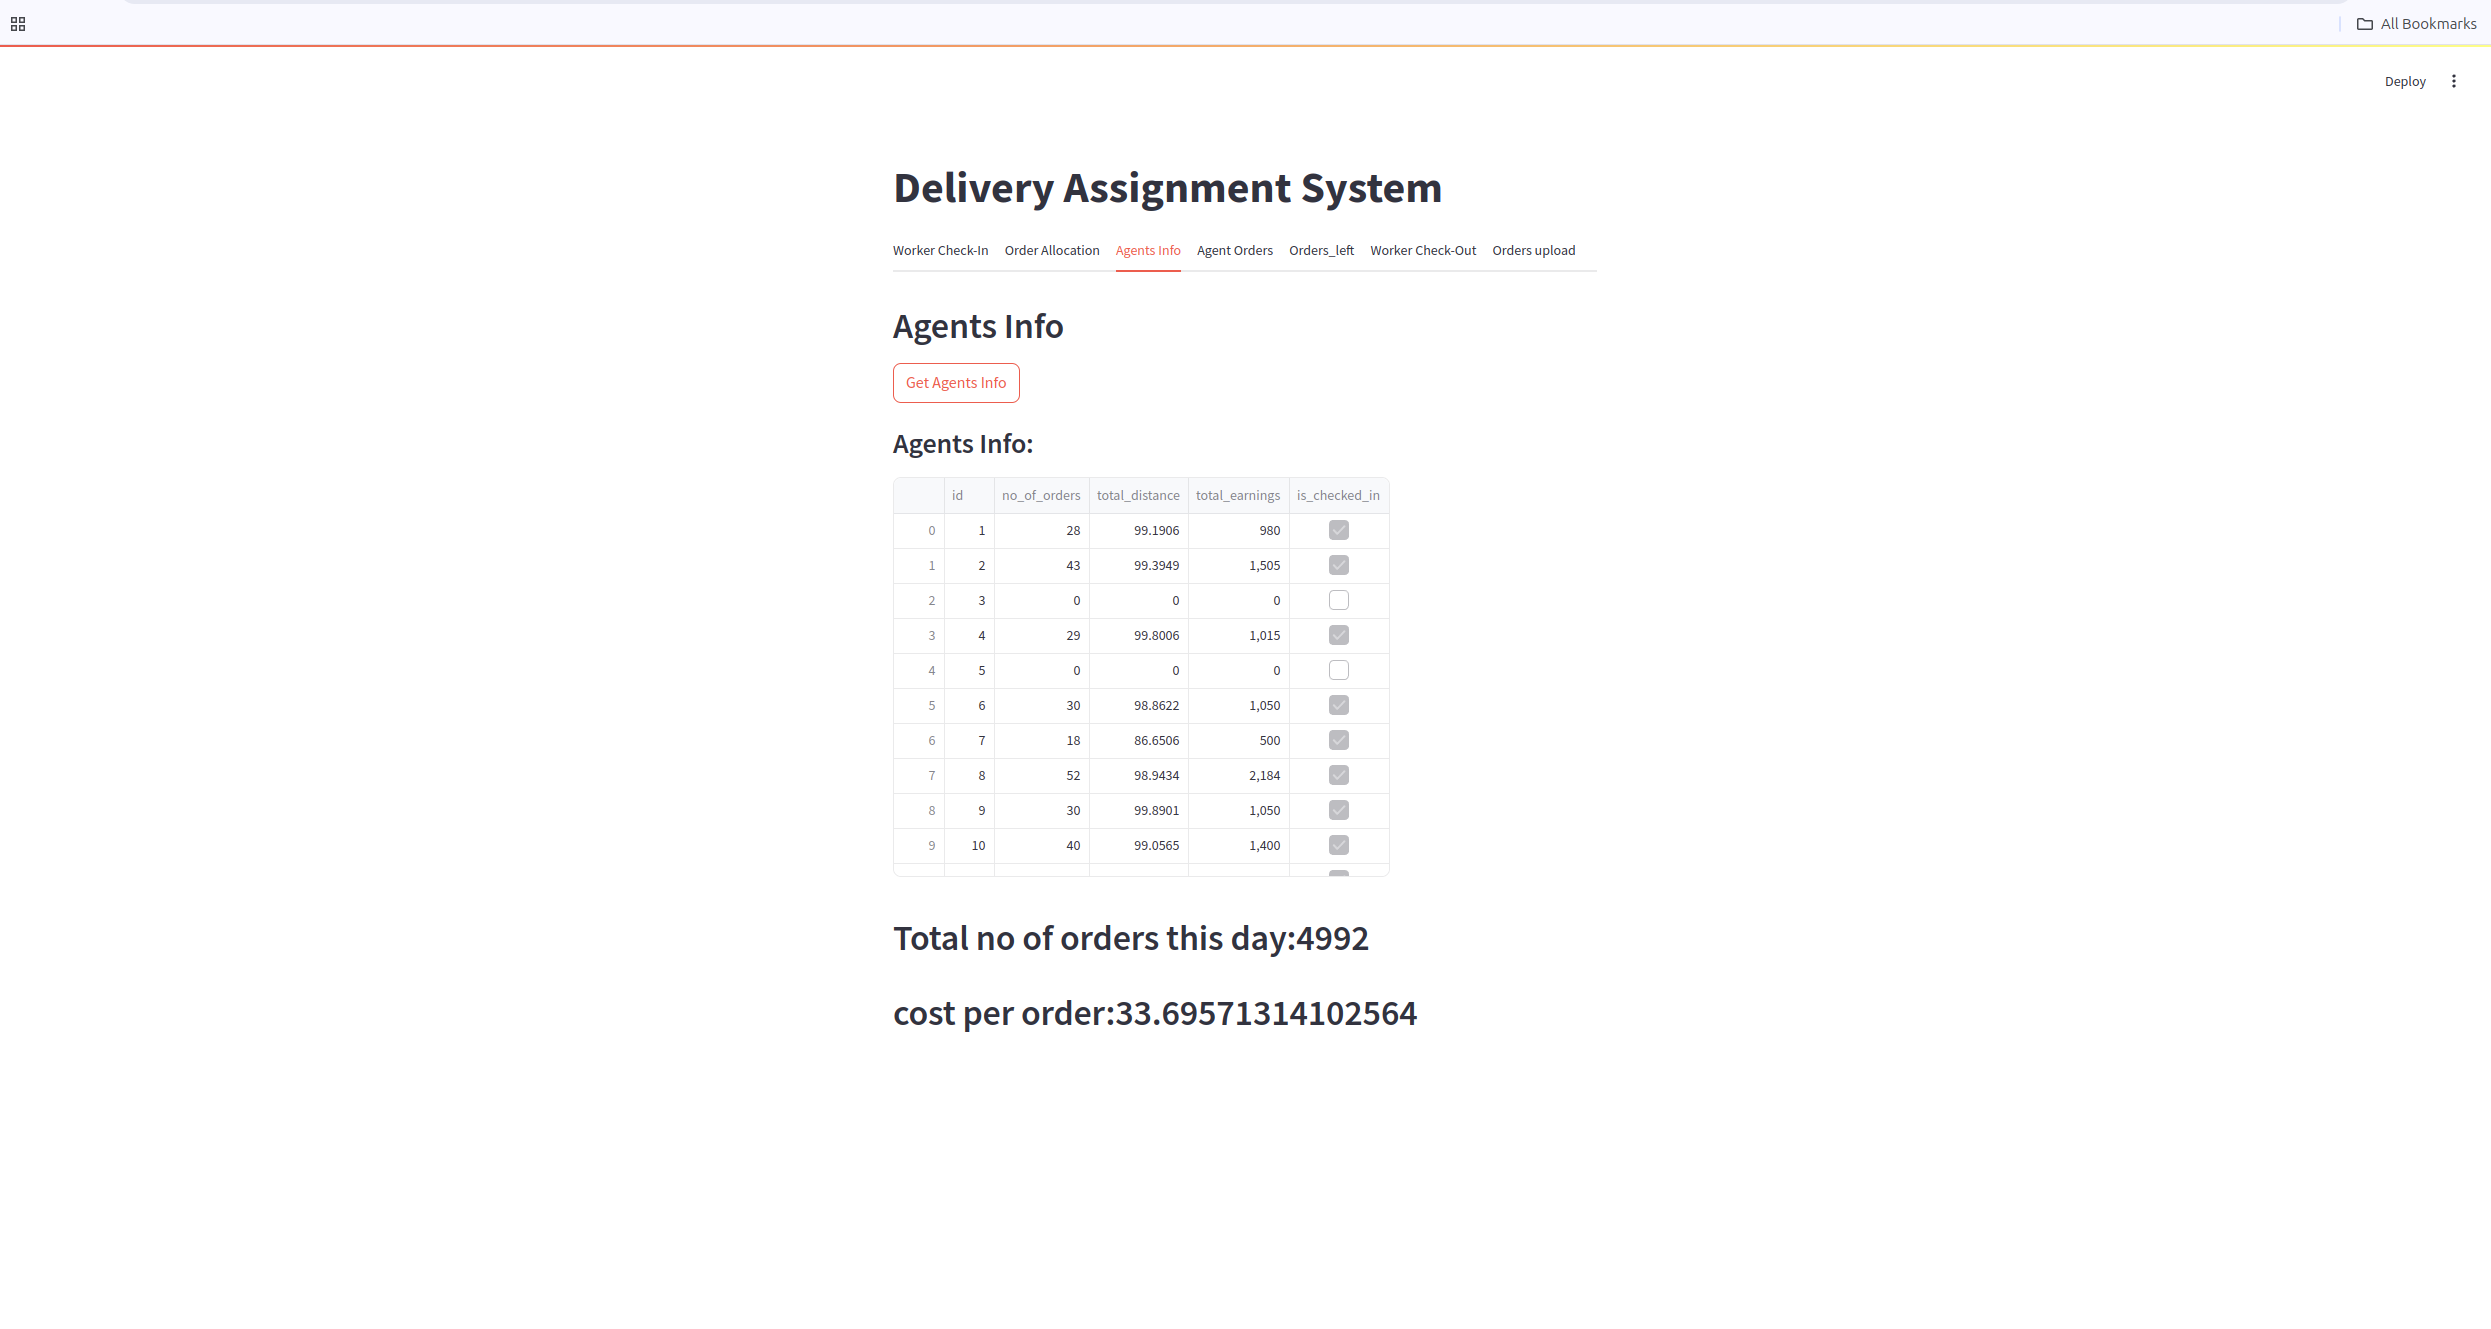 All Bookmarks
Deploy
Delivery Assignment System
Worker Check-In Order Allocation Agents Info Agent Orders Orders_left Worker Check-Out Orders upload
Agents Info
Get Agents Info
Agents Info:
id no_of_orders total_distance total_earnings is_checked_in
0 1 28 99.1906 980
1 2 43 99.3949 1,505
2 3 0 0 0
3 4 29 99.8006 1,015
4 5 0 0 0
5 6 30 98.8622 1,050
6 7 18 86.6506 500
7 8 52 98.9434 2,184
8 9 30 99.8901 1,050
9 10 40 99.0565 1,400
Total no of orders this day:4992
cost per order:33.69571314102564